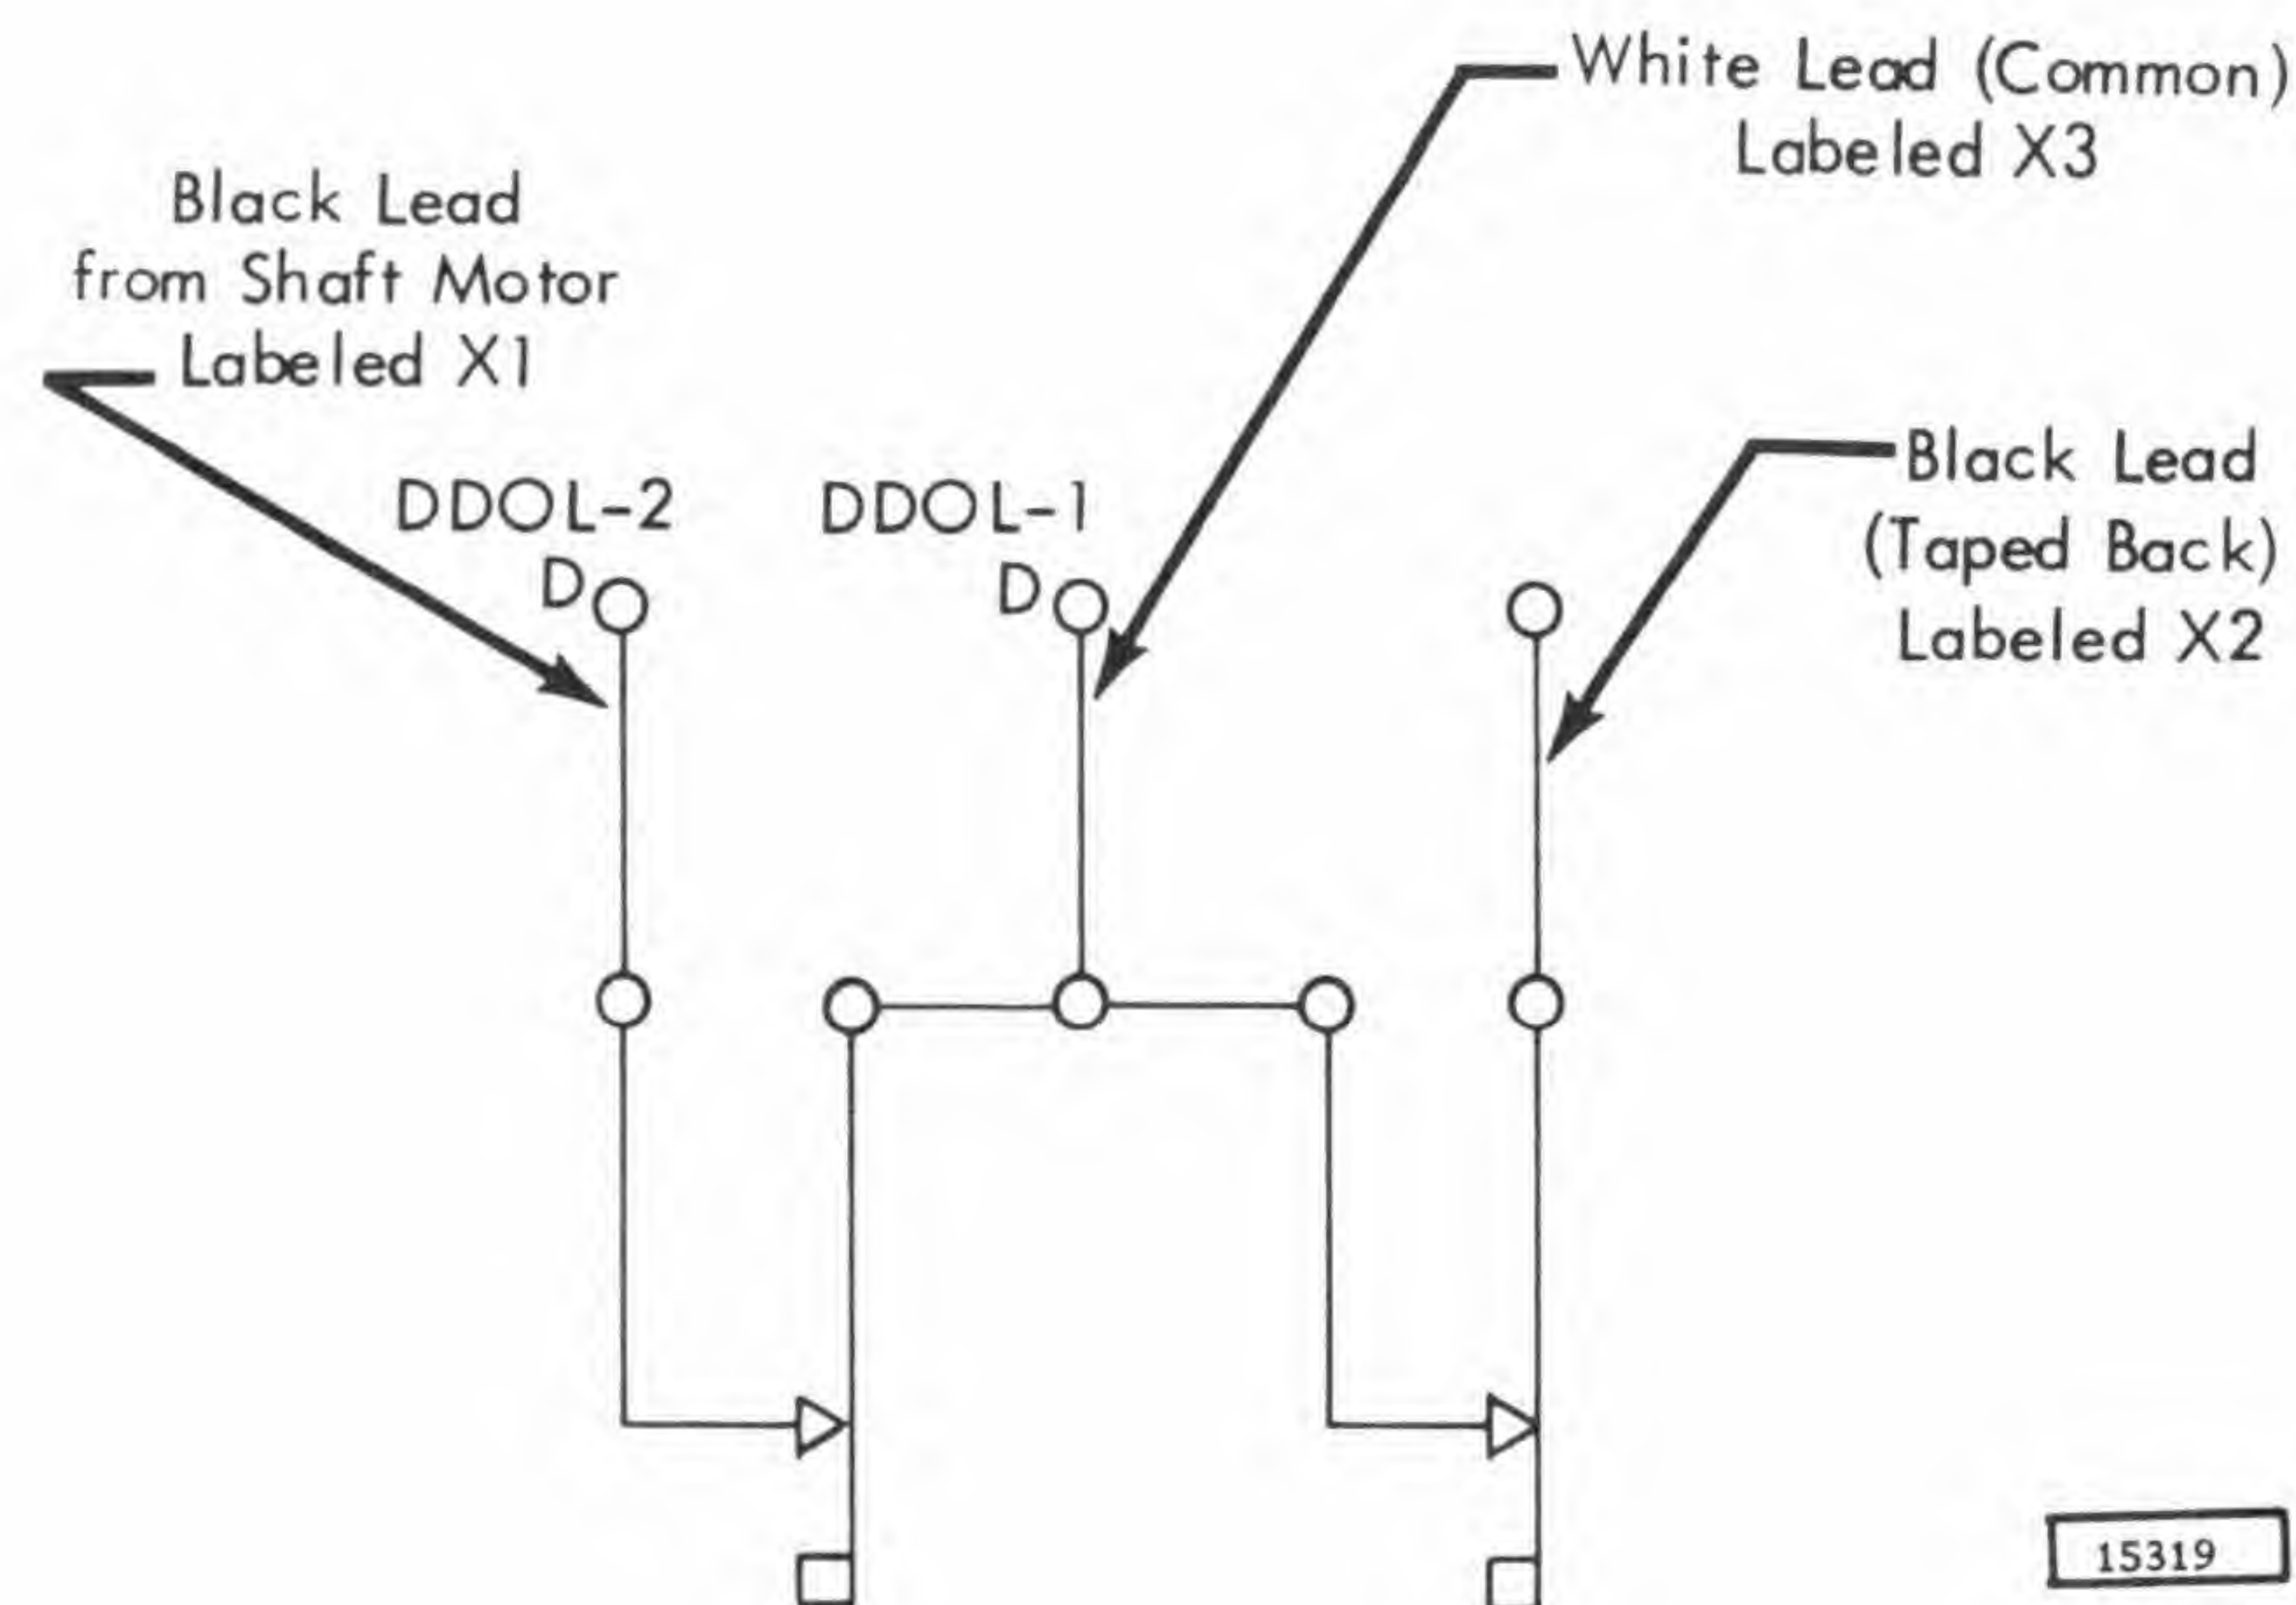 White Lead (Common)
Labeled X3
Black Lead
from Shaft Motor
Labeled X1
Black Lead
(Taped Back)
Labeled X2
DDOL-2
D
DDOL-1
D
15319